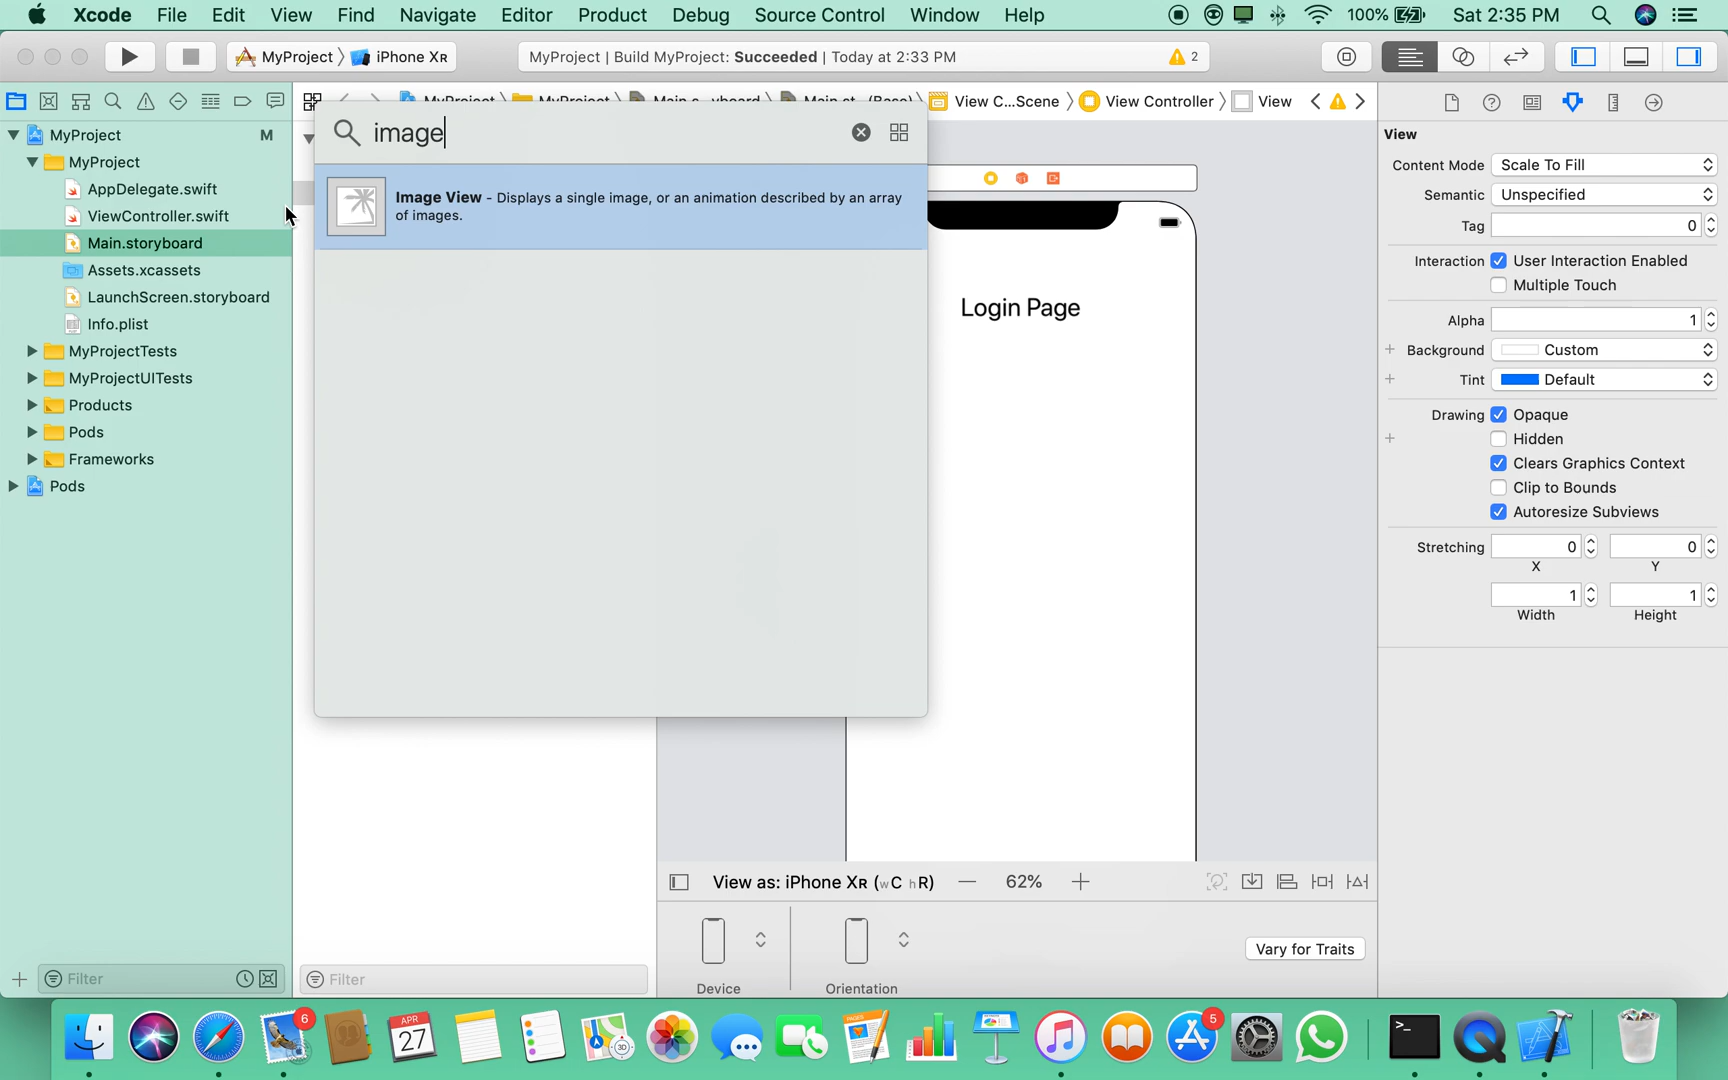 Xcode File Edit View Find Navigate Editor Product Debug Source Control Window Help 100% Sat 2:35 PM
MyProject iPhone XR MyProject | Build MyProject: Succeeded | Today at 2:33 PM 2
View C...Scene View Controller View
MyProject M
MyProject
AppDelegate.swift
ViewController.swift
Main.storyboard
Assets.xcassets
LaunchScreen.storyboard
Info.plist
MyProjectTests
MyProjectUITests
Products
Pods
Frameworks
Pods
Filter
image
Image View - Displays a single image, or an animation described by an array
of images.
Filter
Login Page
View as: iPhone XR (wC hR) 62%
Device
Orientation
Vary for Traits
View
Content Mode Scale To Fill
Semantic Unspecified
Tag 0
Interaction User Interaction Enabled
Multiple Touch
Alpha 1
Background Custom
Tint Default
Drawing Opaque
Hidden
Clears Graphics Context
Clip to Bounds
Autoresize Subviews
Stretching 0 0
X Y
1 1
Width Height
6
APR
27
3D
5
>_